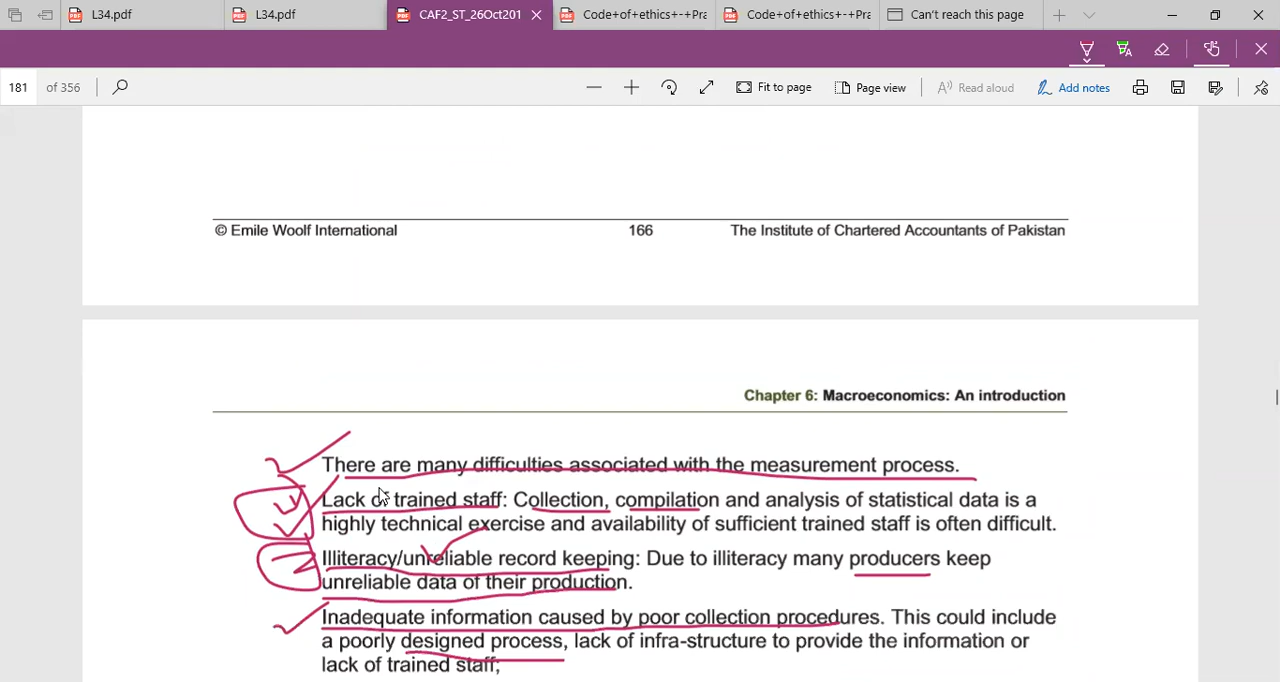 L34.pdf
L34.pdf
CAF2_ST_26Oct201
Code+of+ethics+-+Pra
Code+of+ethics+-+Pra
Can't reach this page
181 of 356
Fit to page
Page view
Read aloud
Add notes
© Emile Woolf International 166 The Institute of Chartered Accountants of Pakistan
Chapter 6: Macroeconomics: An introduction
There are many difficulties associated with the measurement process.
Lack of trained staff: Collection, compilation and analysis of statistical data is a
highly technical exercise and availability of sufficient trained staff is often difficult.
Illiteracy/unreliable record keeping: Due to illiteracy many producers keep
unreliable data of their production.
Inadequate information caused by poor collection procedures. This could include
a poorly designed process, lack of infra-structure to provide the information or
lack of trained staff;